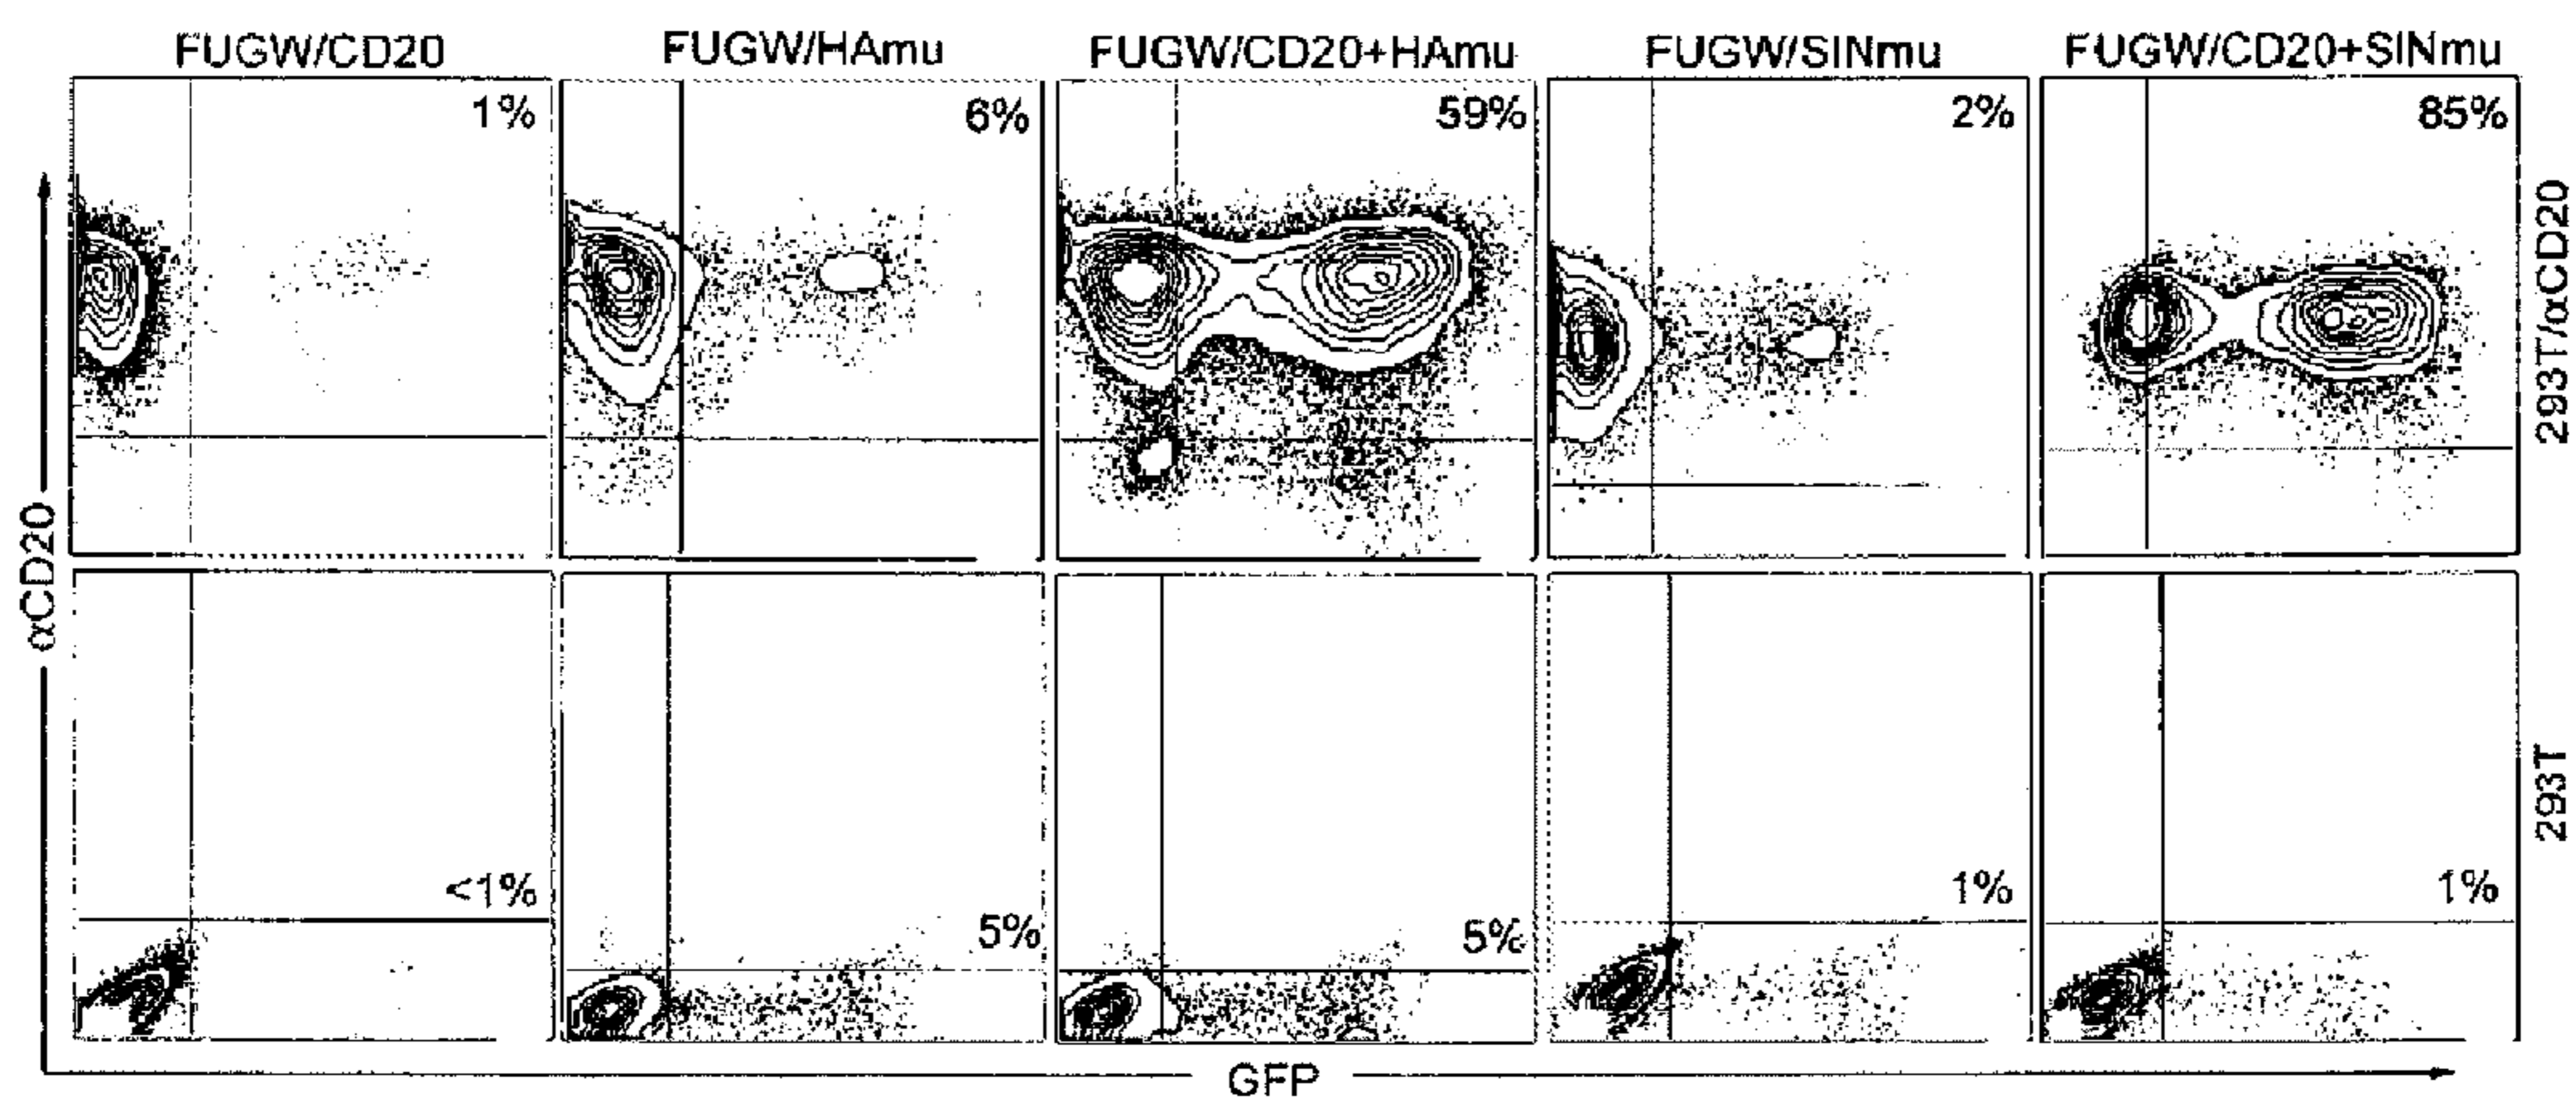 FUGW/CD20
FUGW/HAmu
FUGW/CD20+HAmu
FUGW/SINmu
FUGW/CD20+SINmu
1%
6%
59%
2%
85%
293T/αCD20
αCD20
<1%
5%
5%
1%
1%
293T
GFP